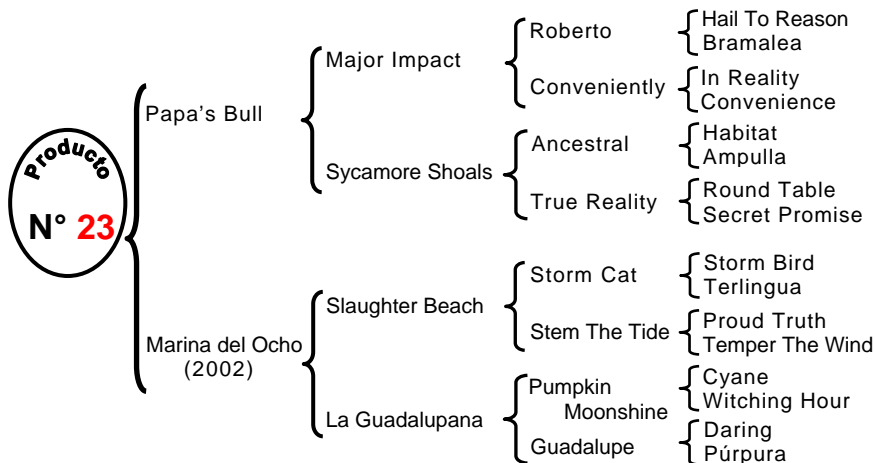 Producto
N° 23
Papa's Bull
Marina del Ocho
(2002)
Major Impact
Sycamore Shoals
Slaughter Beach
La Guadalupana
Roberto
Conveniently
Ancestral
True Reality
Storm Cat
Stem The Tide
Pumpkin
Moonshine
Guadalupe
Hail To Reason
Bramalea
In Reality
Convenience
Habitat
Ampulla
Round Table
Secret Promise
Storm Bird
Terlingua
Proud Truth
Temper The Wind
Cyane
Witching Hour
Daring
Púrpura